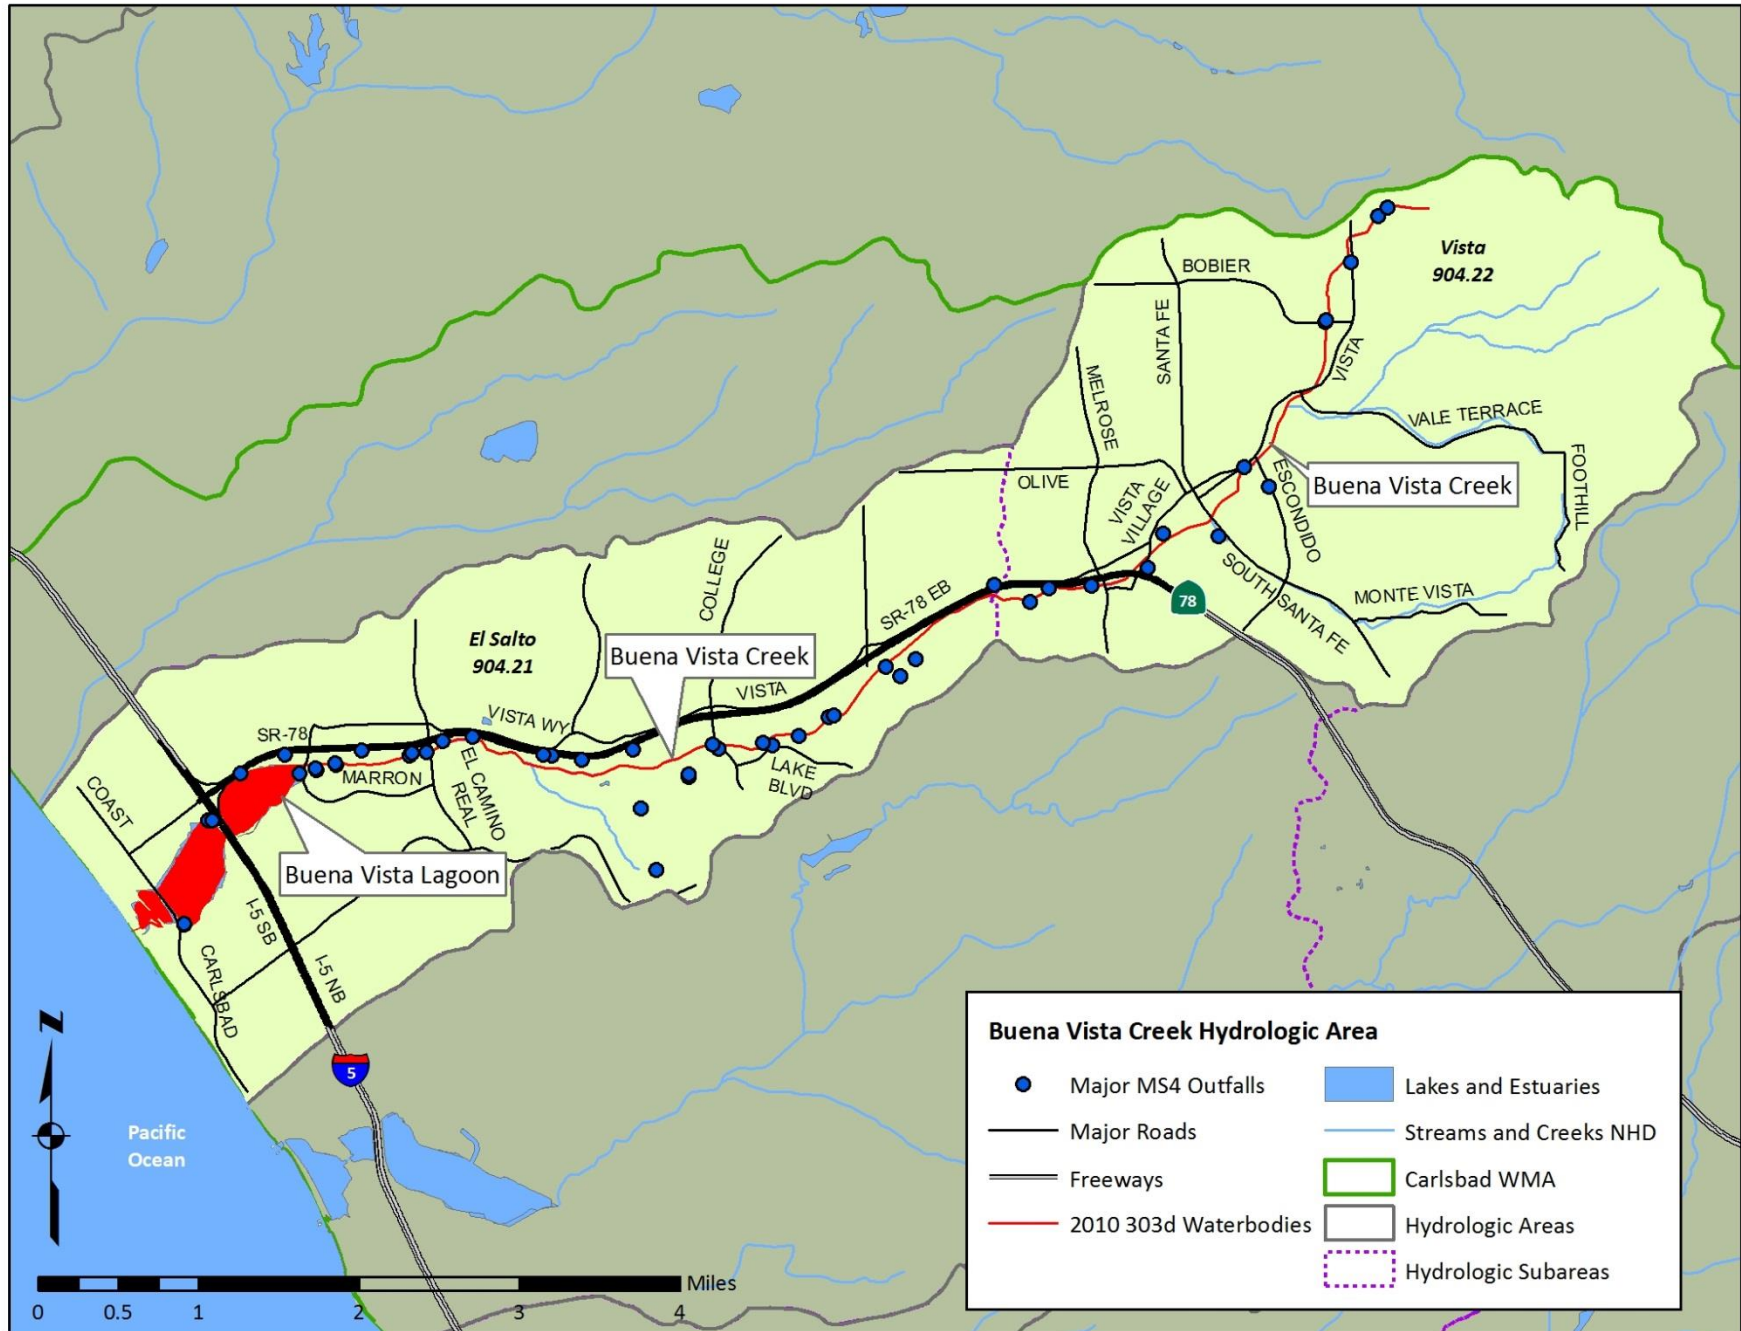 Vista
904.22
BOBIER
SANTA FE
VISTA
MELROSE
VALE TERRACE
FOOTHILL
OLIVE
VISTA
VILLAGE
ESCONDIDO
Buena Vista Creek
SOUTH SANTA FE
MONTE VISTA
78
COLLEGE
SR-78 EB
El Salto
904.21
Buena Vista Creek
VISTA
VISTA WY
SR-78
MARRON
EL CAMINO
REAL
LAKE
BLVD
COAST
Buena Vista Lagoon
I-5 SB
I-5 NB
CARLSBAD
5
N
Pacific
Ocean
Miles
0 0.5 1 2 3 4
Buena Vista Creek Hydrologic Area
Major MS4 Outfalls
Major Roads
Freeways
2010 303d Waterbodies
Lakes and Estuaries
Streams and Creeks NHD
Carlsbad WMA
Hydrologic Areas
Hydrologic Subareas